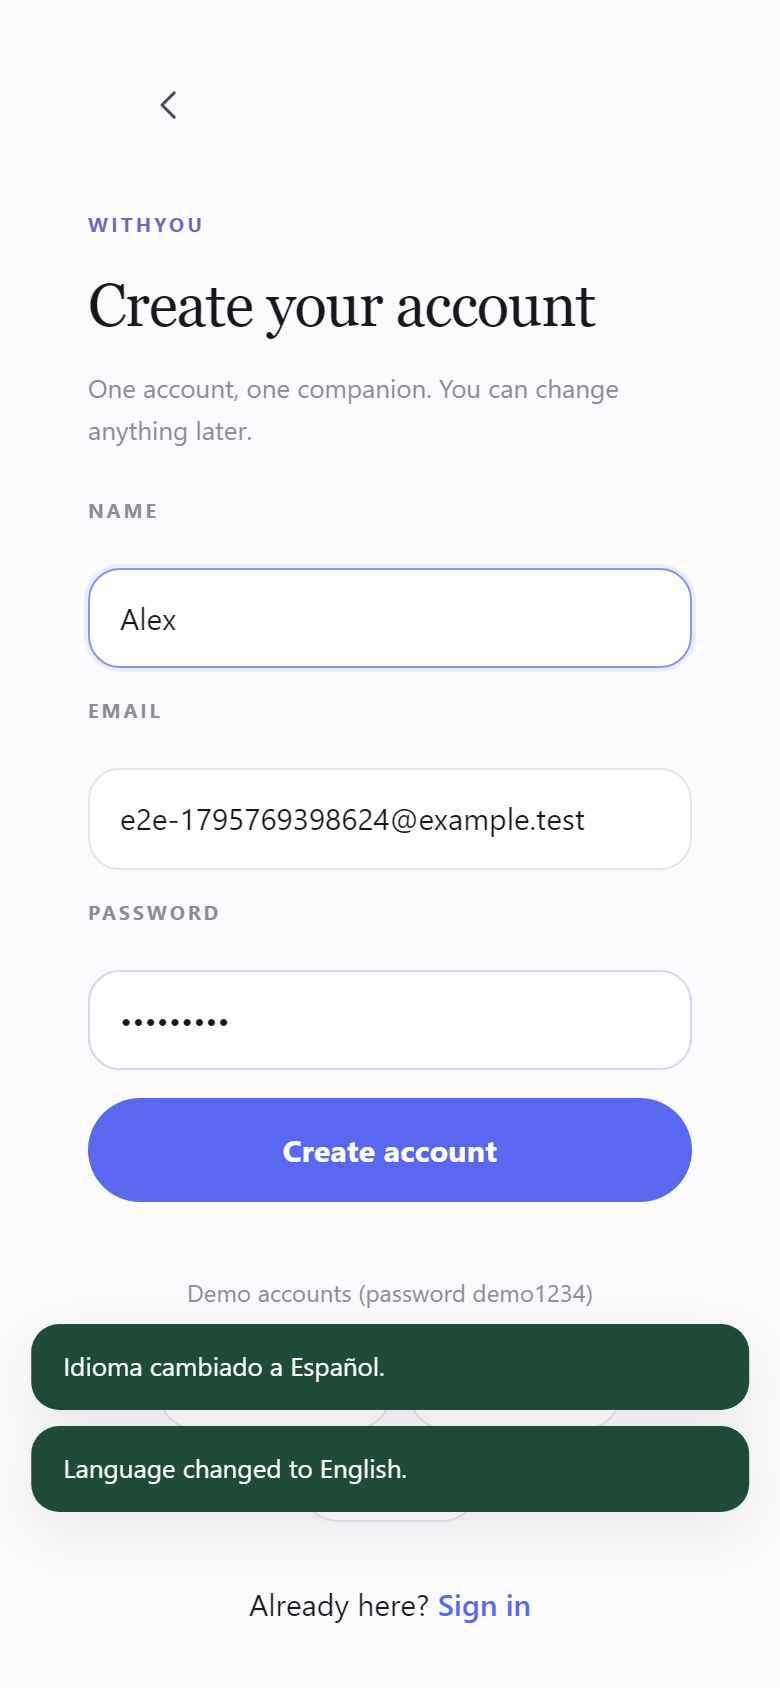 WITHYOU
Create your account
One account, one companion. You can change
anything later.
NAME
Alex
EMAIL
e2e-1795769398624@example.test
PASSWORD
•••••••••
Create account
Demo accounts (password demo1234)
Idioma cambiado a Español.
Language changed to English.
Already here? Sign in